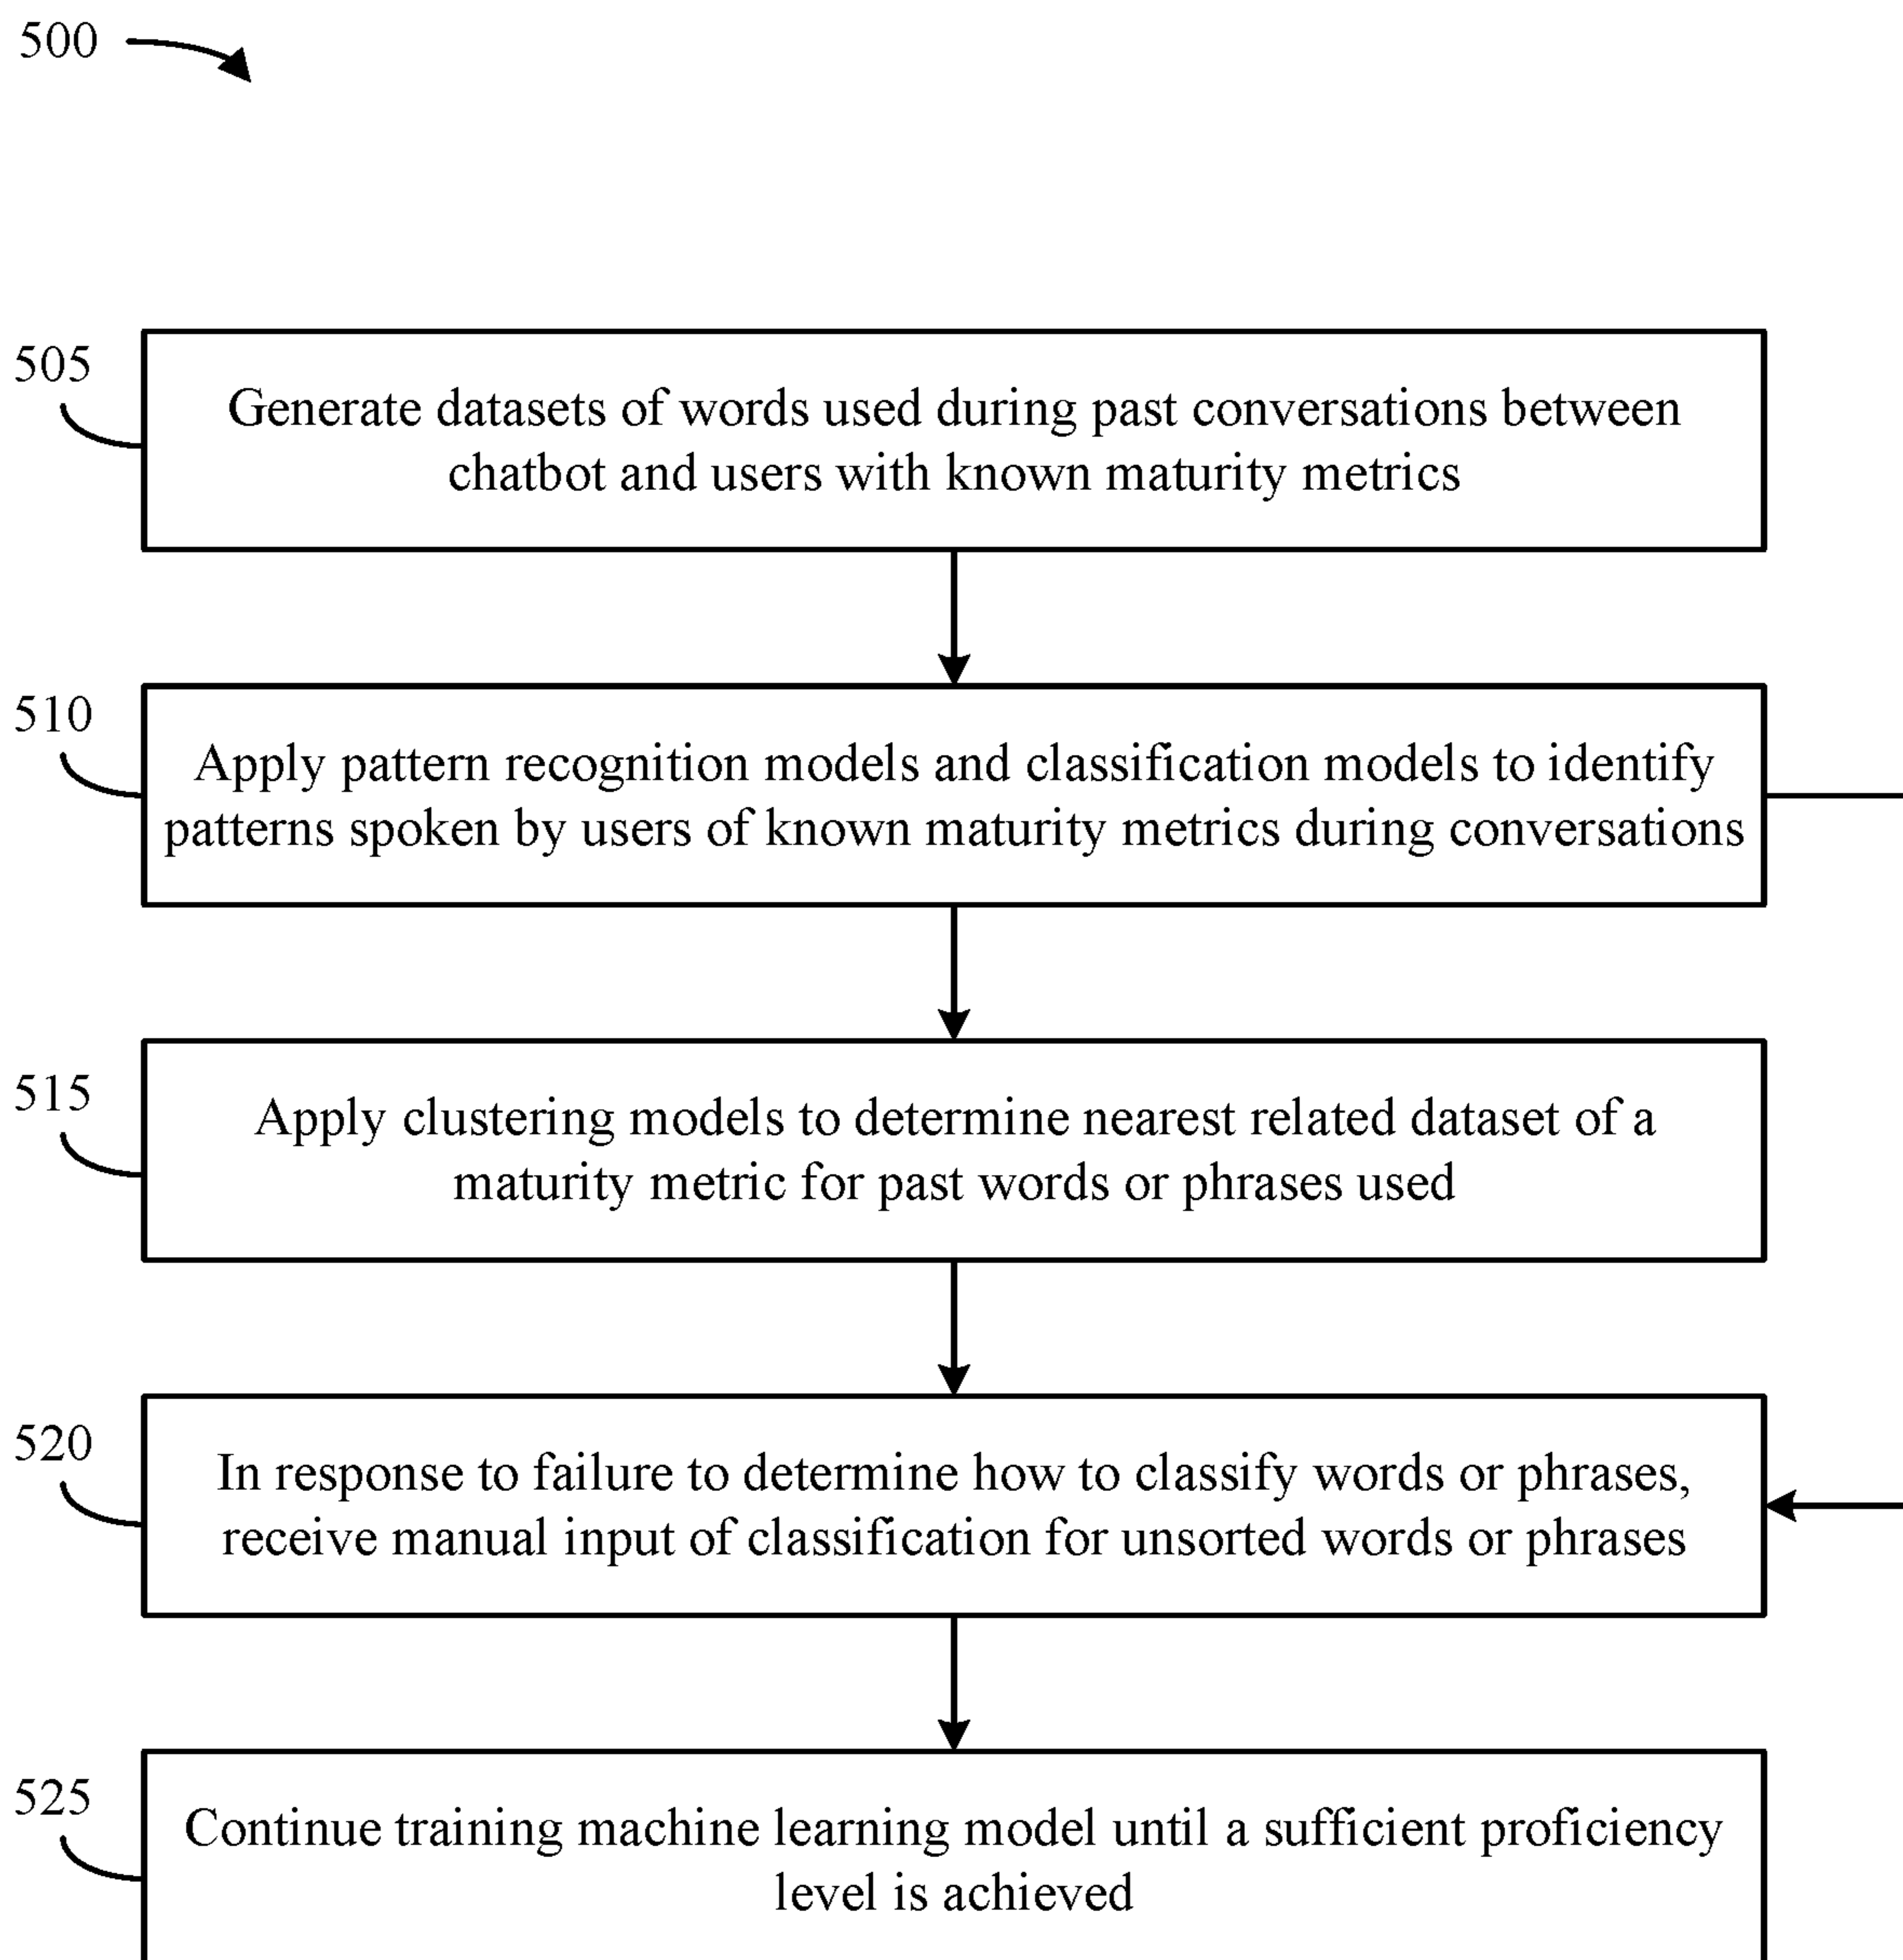 500
505
Generate datasets of words used during past conversations between
chatbot and users with known maturity metrics
510
Apply pattern recognition models and classification models to identify
patterns spoken by users of known maturity metrics during conversations
515
Apply clustering models to determine nearest related dataset of a
maturity metric for past words or phrases used
520
In response to failure to determine how to classify words or phrases,
receive manual input of classification for unsorted words or phrases
525
Continue training machine learning model until a sufficient proficiency
level is achieved